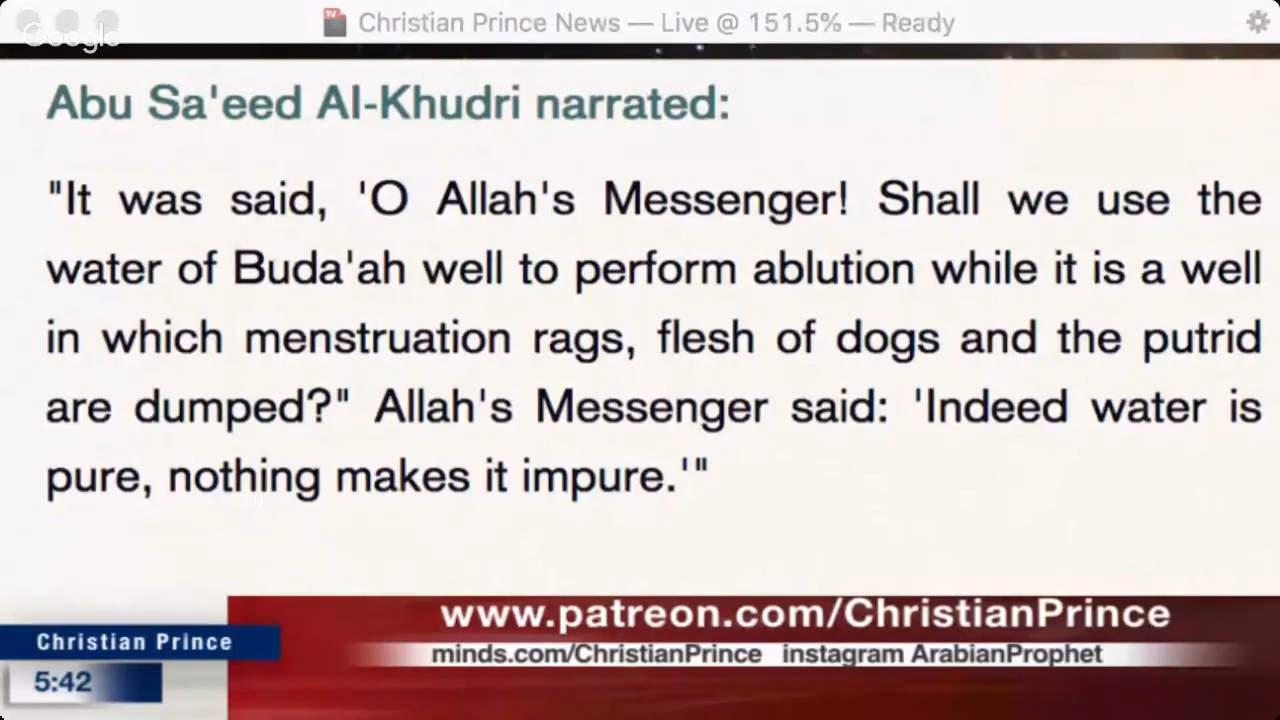 Christian Prince News — Live @ 151.5% — Ready
Google
Abu Sa'eed Al-Khudri narrated:
"It was said, 'O Allah's Messenger! Shall we use the
water of Buda'ah well to perform ablution while it is a well
in which menstruation rags, flesh of dogs and the putrid
are dumped?" Allah's Messenger said: 'Indeed water is
pure, nothing makes it impure.'"
www.patreon.com/ChristianPrince
Christian Prince
minds.com/ChristianPrince instagram ArabianProphet
5:42